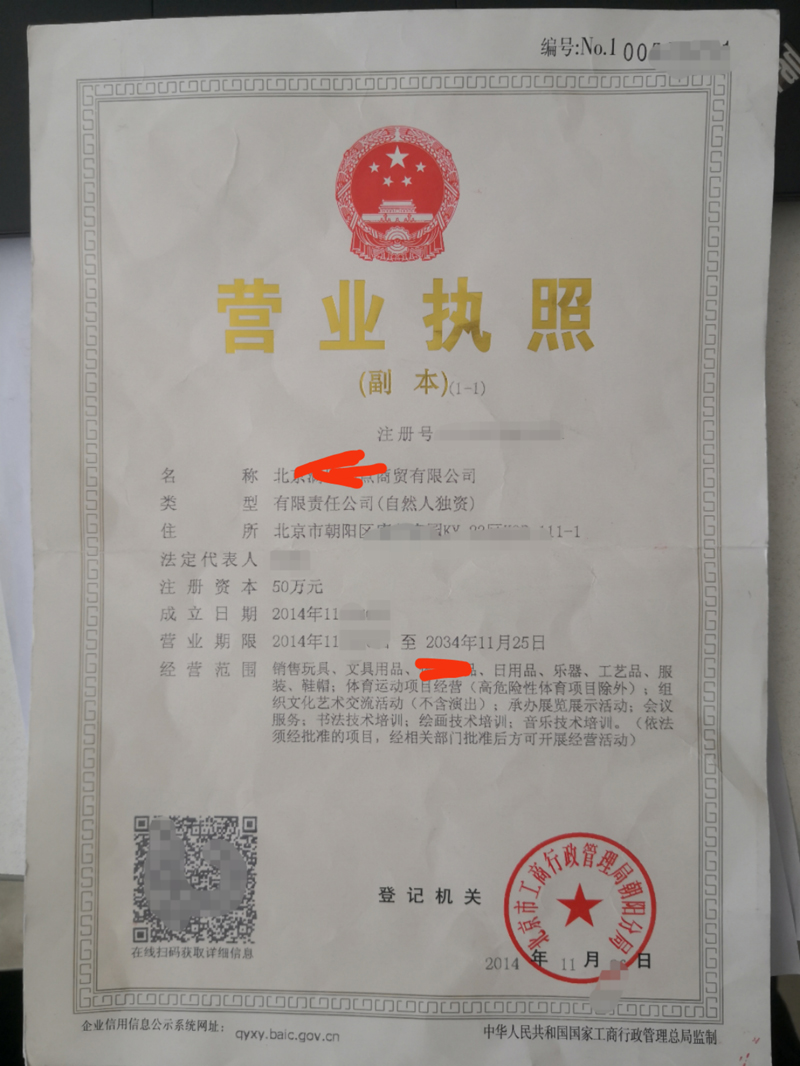 编号:No.1 00
营业执照
(副 本)(1-1)
注册号
名 称 北京 商贸有限公司
类 型 有限责任公司(自然人独资)
住 所 北京市朝阳区 111-1
法定代表人
注册资本 50万元
成立日期 2014年11
营业期限 2014年11 至 2034年11月25日
经营范围 销售玩具、文具用品、 品、日用品、乐器、工艺品、服
装、鞋帽;体育运动项目经营(高危险性体育项目除外);组
织文化艺术交流活动(不含演出);承办展览展示活动;会议
服务;书法技术培训;绘画技术培训;音乐技术培训。(依法
须经批准的项目,经相关部门批准后方可开展经营活动)
在线扫码获取详细信息
登记机关
北京市工商行政管理局朝阳分局
2014 年 11 月 日
企业信用信息公示系统网址: qyxy.baic.gov.cn
中华人民共和国国家工商行政管理总局监制